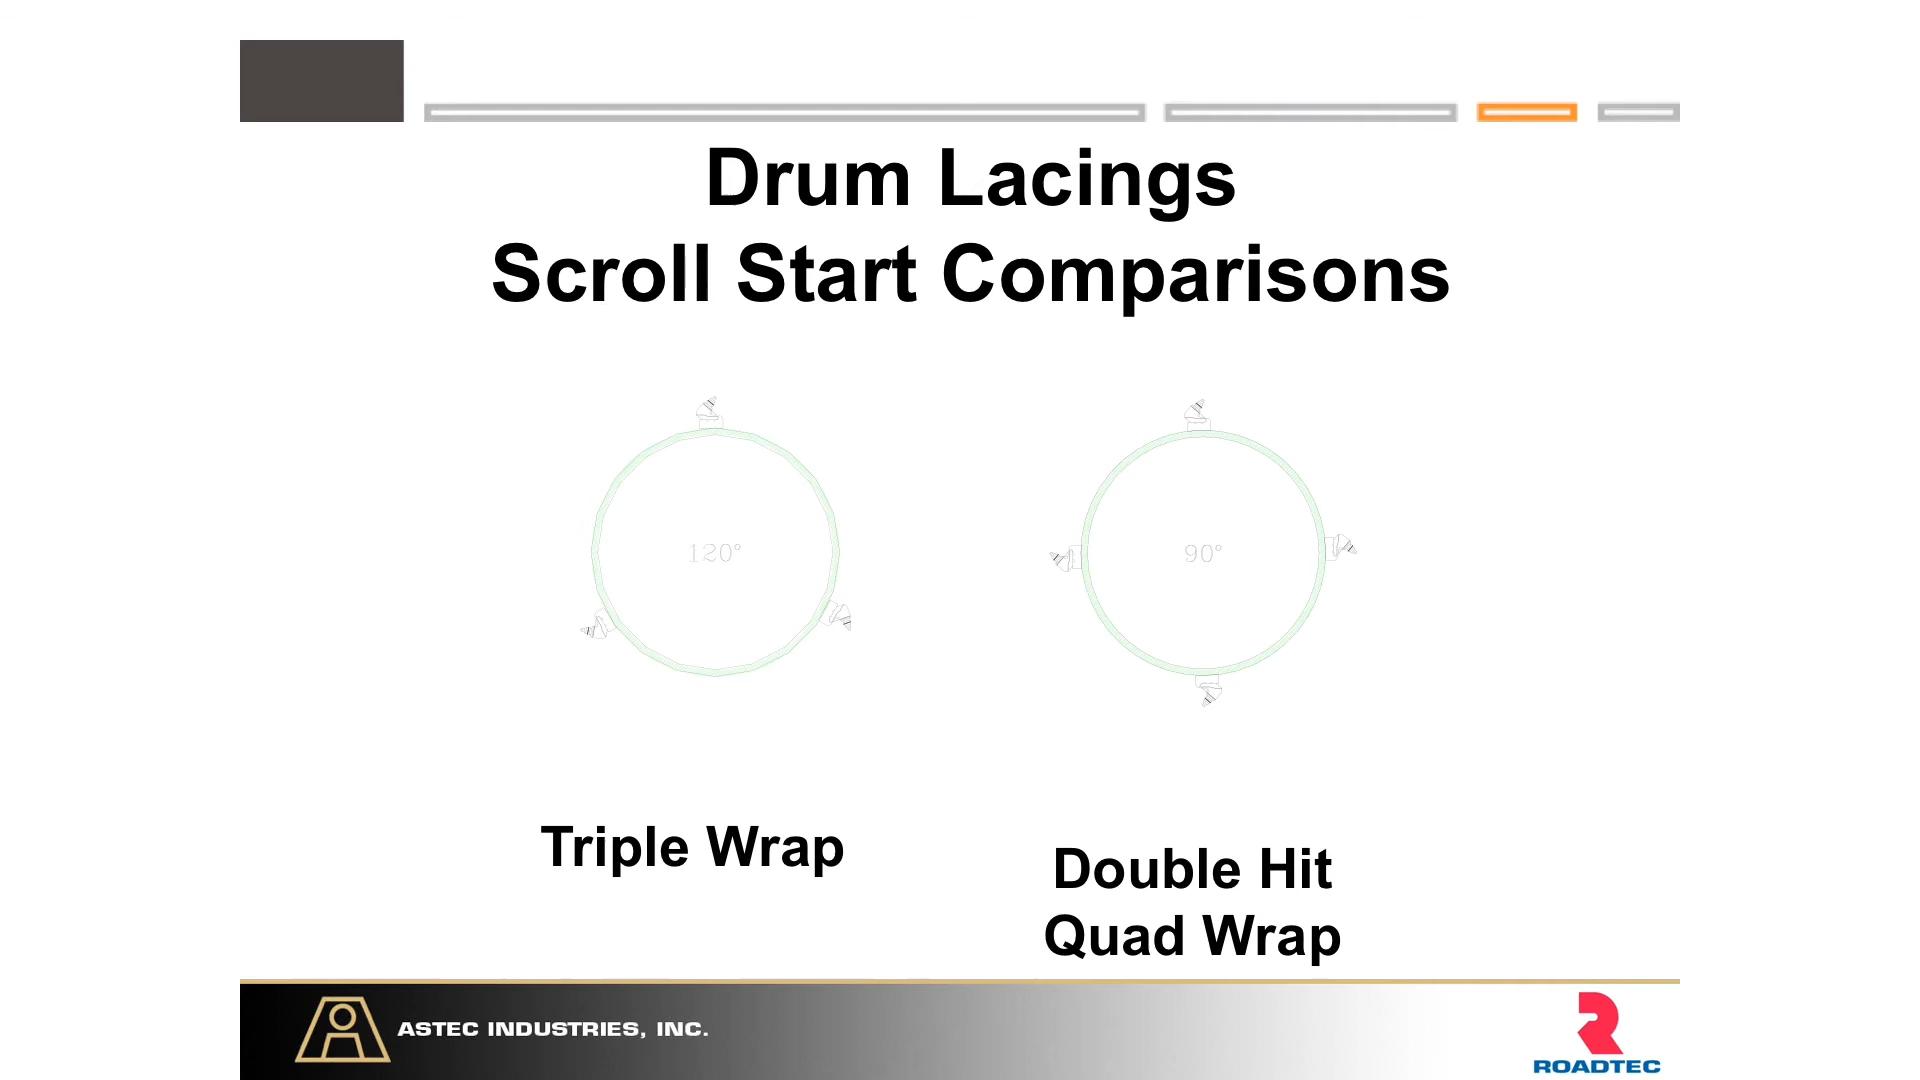 Drum Lacings
Scroll Start Comparisons
120°
90°
Triple Wrap
Double Hit
Quad Wrap
ASTEC INDUSTRIES, INC.
ROADTEC